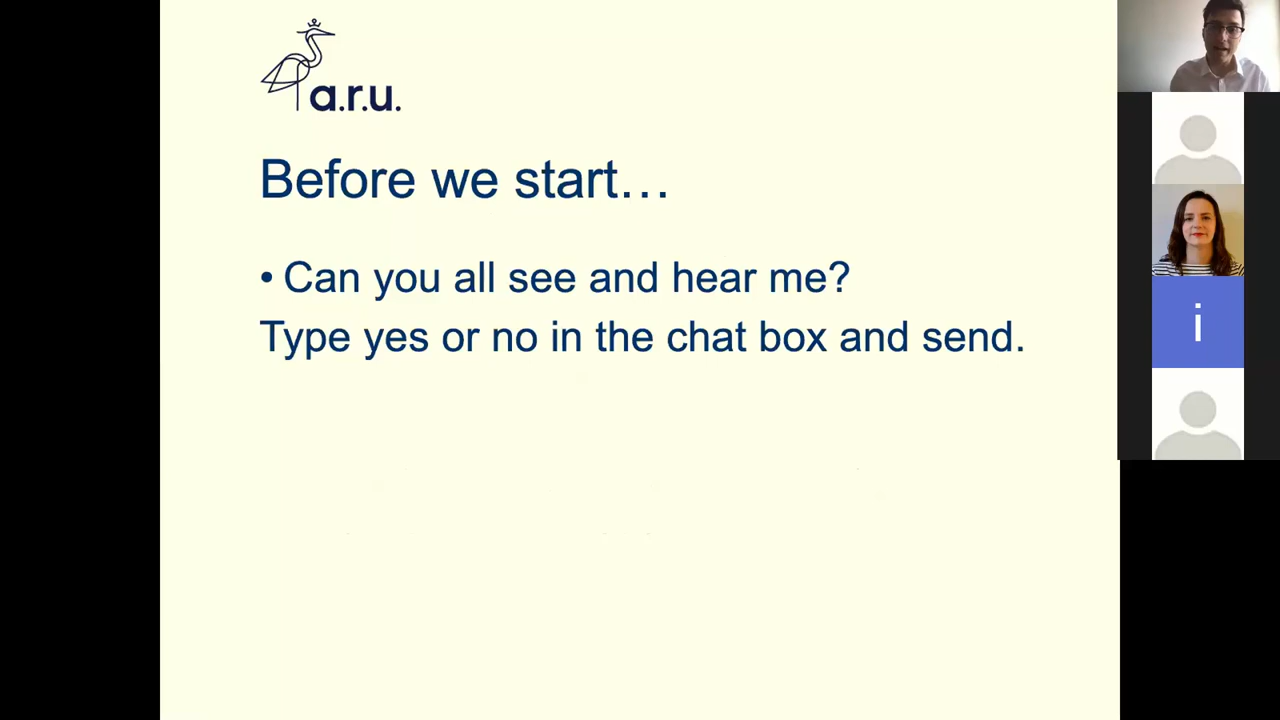 a.r.u.
Before we start…
• Can you all see and hear me?
Type yes or no in the chat box and send.
i